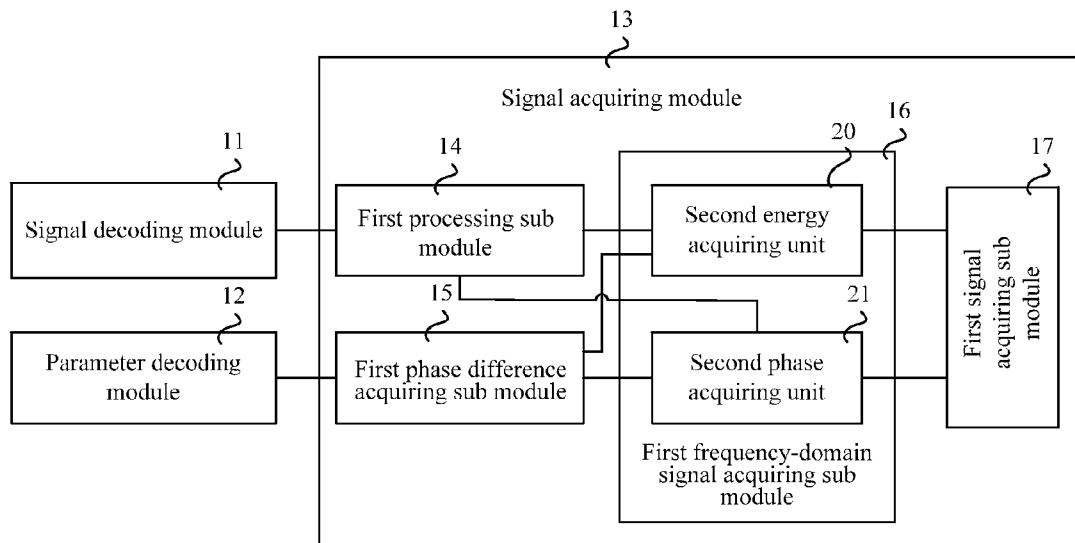 13
Signal acquiring module
11
14
20
16
17
Signal decoding module
First processing sub
module
Second energy
acquiring unit
First signal
acquiring sub
module
12
15
21
Parameter decoding
module
First phase difference
acquiring sub module
Second phase
acquiring unit
First frequency-domain
signal acquiring sub
module